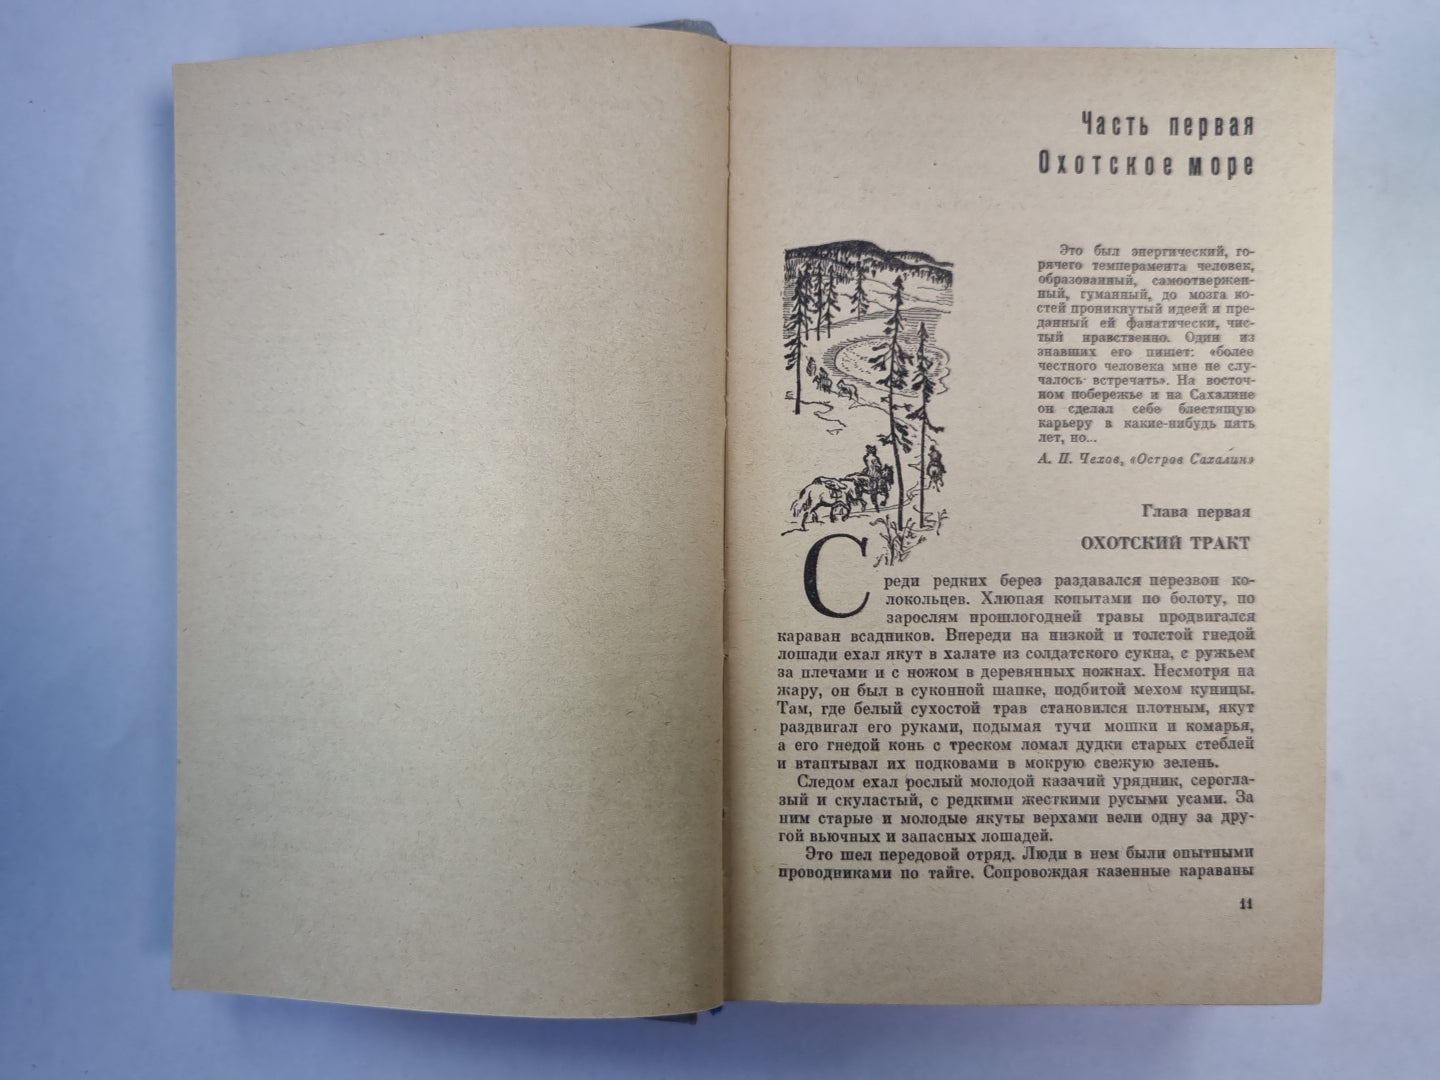 Часть первая
Охотское море
Это был энергический, го-
рячего темперамента человек,
образованный, самоотвержен-
ный, гуманный, до мозга ко-
стей проникнутый идеей и пре-
данный ей фанатически, чис-
тый нравственно. Один из
знавших его пишет: «более
честного человека мне не слу-
чалось встречать». На восточ-
ном побережье и на Сахалине
он сделал себе блестящую
карьеру в какие-нибудь пять
лет, но...
А. П. Чехов, «Остров Сахалин»
Глава первая
ОХОТСКИЙ ТРАКТ
Среди редких берез раздавался перезвон ко-
локольцев. Хлюпая копытами по болоту, по
зарослям прошлогодней травы продвигался
караван всадников. Впереди на низкой и толстой гнедой
лошади ехал якут в халате из солдатского сукна, с ружьем
за плечами и с ножом в деревянных ножнах. Несмотря на
жару, он был в суконной шапке, подбитой мехом куницы.
Там, где белый сухостой трав становился плотным, якут
раздвигал его руками, подымая тучи мошки и комарья,
а его гнедой конь с треском ломал дудки старых стеблей
и втаптывал их подковами в мокрую свежую зелень.
Следом ехал рослый молодой казачий урядник, серогла-
зый и скуластый, с редкими жесткими русыми усами. За
ним старые и молодые якуты верхами вели одну за дру-
гой вьючных и запасных лошадей.
Это шел передовой отряд. Люди в нем были опытными
проводниками по тайге. Сопровождая казенные караваны
11